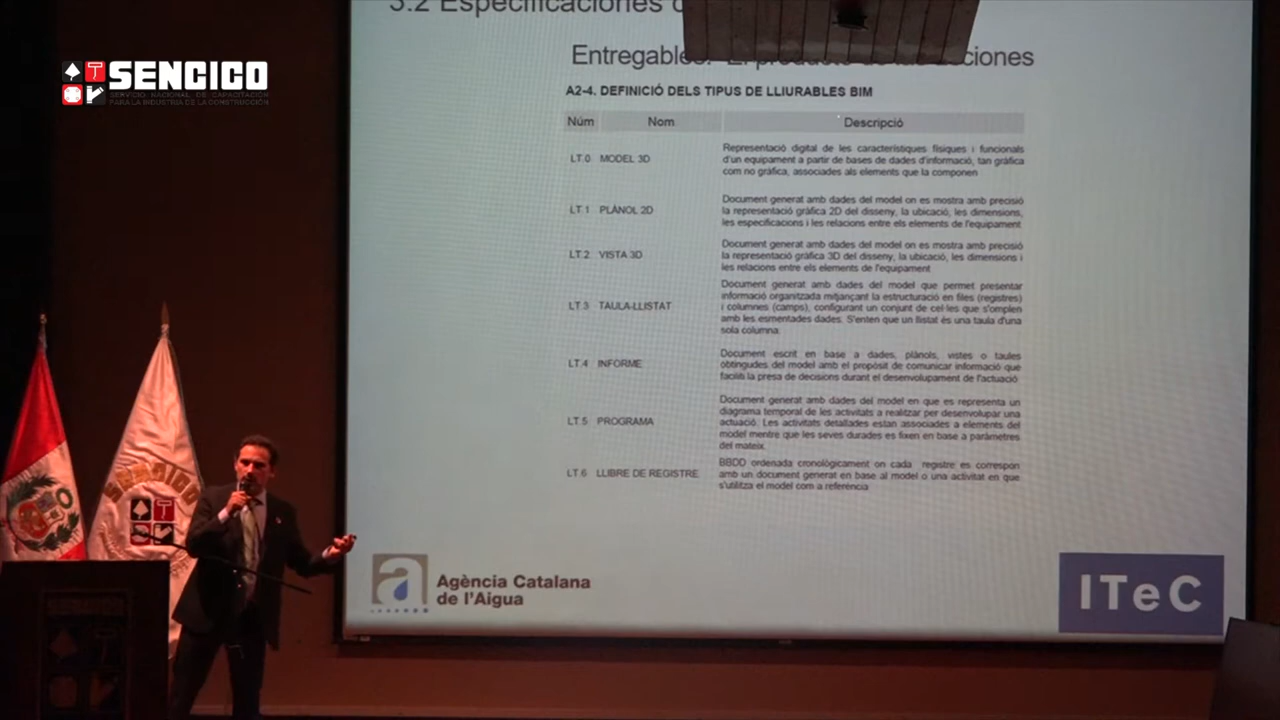 SENCICO
SERVICIO NACIONAL DE CAPACITACIÓN
PARA LA INDUSTRIA DE LA CONSTRUCCIÓN
3.2 Especificaciones
Entregables.
A2-4. DEFINICIÓ DELS TIPUS DE LLIURABLES BIM
Núm Nom Descripció
LT.0 MODEL 3D
Representació digital de les característiques físiques i funcionals
d'un equipament a partir de bases de dades d'informació, tan gràfica
com no gràfica, associades als elements que la componen
LT.1 PLÀNOL 2D
Document generat amb dades del model on es mostra amb precisió
la representació gràfica 2D del disseny, la ubicació, les dimensions,
les especificacions i les relacions entre els elements de l'equipament
LT.2 VISTA 3D
Document generat amb dades del model on es mostra amb precisió
la representació gràfica 3D del disseny, la ubicació, les dimensions i
les relacions entre els elements de l'equipament
LT.3 TAULA-LLISTAT
Document generat amb dades del model que permet presentar
informació organitzada mitjançant la estructuració en files (registres)
i columnes (camps), configurant un conjunt de cel·les que s'omplen
amb les esmentades dades. S'enten que un llistat és una taula d'una
sola columna.
LT.4 INFORME
Document escrit en base a dades, plànols, vistes o taules
obtingudes del model amb el propòsit de comunicar informació que
faciliti la presa de decisions durant el desenvolupament de l'actuació
LT.5 PROGRAMA
Document generat amb dades del model en que es representa un
diagrama temporal de les activitats a realitzar per desenvolupar una
actuació. Les activitats detallades estan associades a elements del
model mentre que les seves durades es fixen en base a paràmetres
del mateix.
LT.6 LLIBRE DE REGISTRE
BBDD ordenada cronològicament on cada registre es correspon
amb un document generat en base al model o una activitat en que
s'utilitza el model com a referència
Agència Catalana
de l'Aigua
ITeC
SENCICO